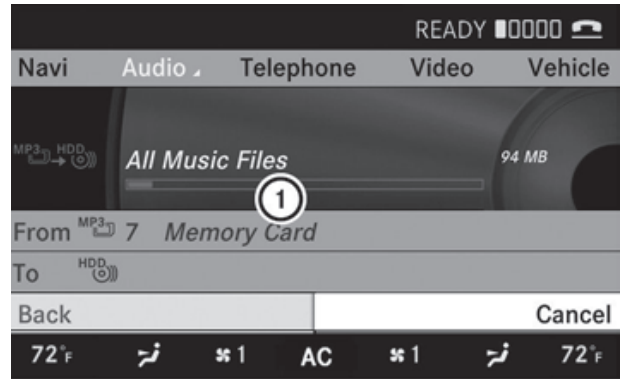 READY
Navi Audio Telephone Video Vehicle
MP3 HDD
All Music Files 94 MB
1
From MP3 7 Memory Card
To HDD
Back Cancel
72°F 1 AC 1 72°F